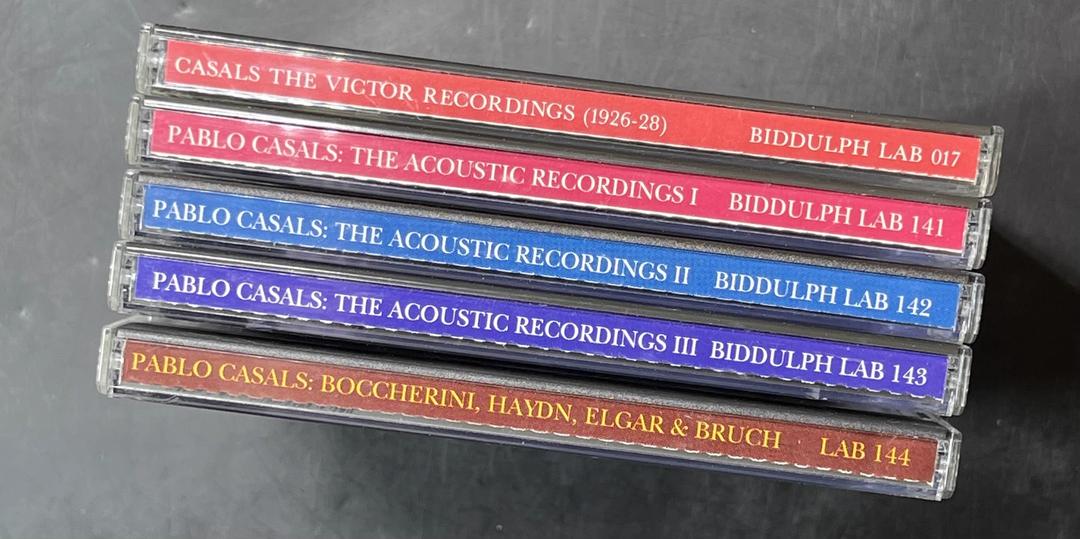 CASALS THE VICTOR RECORDINGS (1926-28) BIDDULPH LAB 017
PABLO CASALS: THE ACOUSTIC RECORDINGS I BIDDULPH LAB 141
PABLO CASALS: THE ACOUSTIC RECORDINGS II BIDDULPH LAB 142
PABLO CASALS: THE ACOUSTIC RECORDINGS III BIDDULPH LAB 143
PABLO CASALS: BOCCHERINI, HAYDN, ELGAR & BRUCH LAB 144